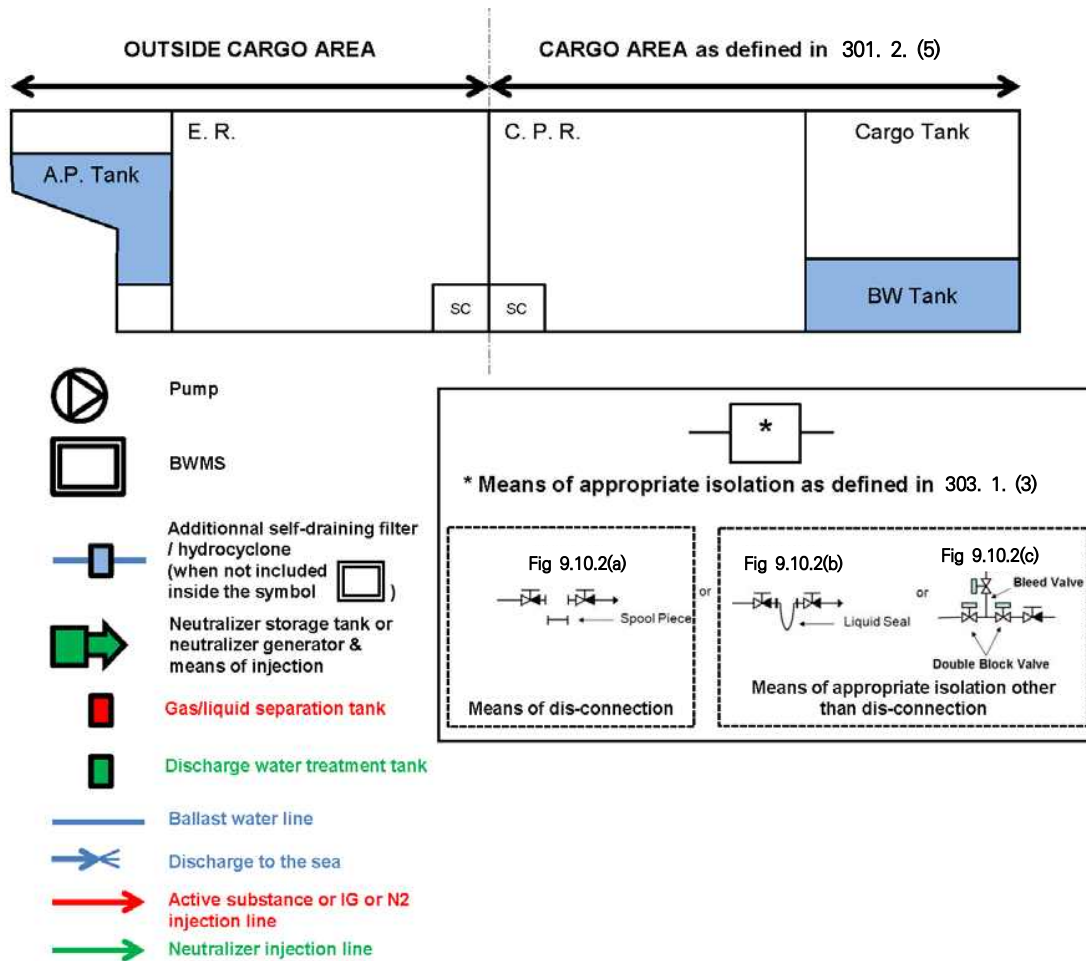 OUTSIDE CARGO AREA
CARGO AREA as defined in 301. 2. (5)
E. R.
C. P. R.
Cargo Tank
A.P. Tank
BW Tank
SC
SC
Pump
BWMS
Additionnal self-draining filter
/ hydrocyclone
(when not included
inside the symbol )
Neutralizer storage tank or
neutralizer generator &
means of injection
Gas/liquid separation tank
Discharge water treatment tank
Ballast water line
Discharge to the sea
Active substance or IG or N2
injection line
Neutralizer injection line
*
* Means of appropriate isolation as defined in 303. 1. (3)
Fig 9.10.2(a)
Spool Piece
Means of dis-connection
or
Fig 9.10.2(b)
Liquid Seal
or
Fig 9.10.2(c)
Bleed Valve
Double Block Valve
Means of appropriate isolation other
than dis-connection